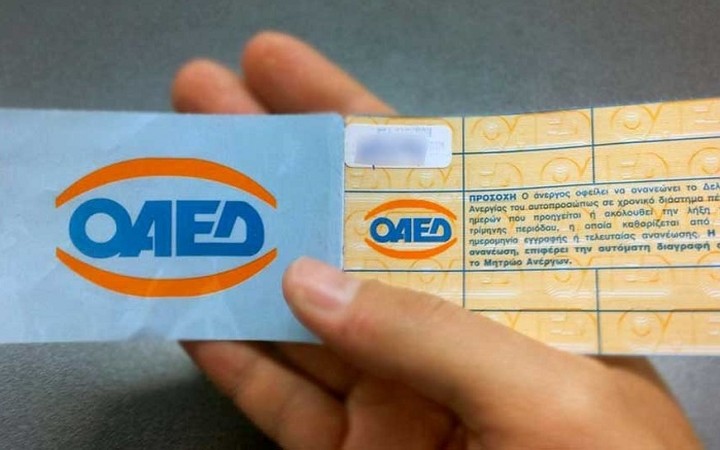 ΟΑΕΔ
ΟΑΕΔ
ΠΡΟΣΟΧΗ Ο άνεργος οφείλει να ανανεώνει το
Ανεργίας του αυτοπροσώπως σε χρονικό διάστημα
ημερών που προηγείται ή ακολουθεί την λήξη
τρίμηνης περιόδου, η οποία καθαρίζεται από
ημερομηνία εγγραφής ή τελευταίας ανανέωσης. Η
ανανέωση, επιφέρει την αυτόματη διαγραφή
το Μητρώο Ανέργων.